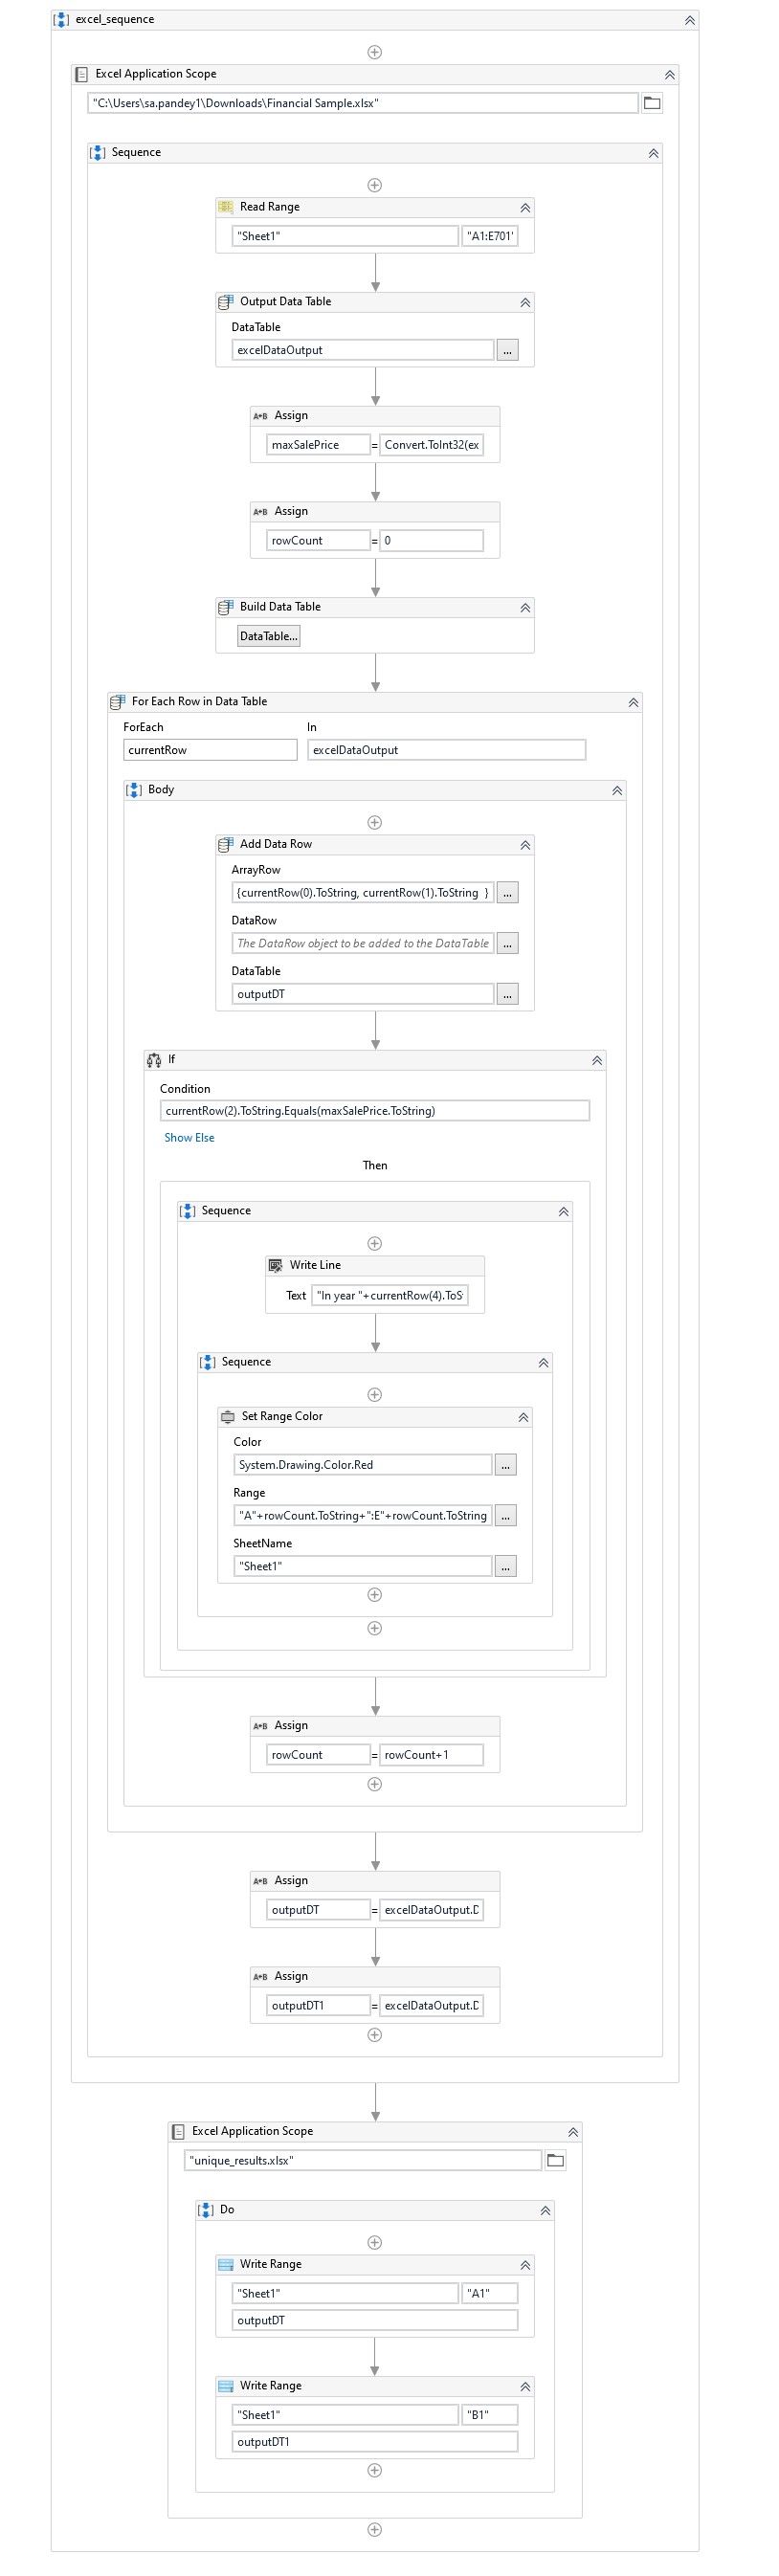 excel_sequence
Excel Application Scope
"C:\Users\sa.pandey1\Downloads\Financial Sample.xlsx"
Sequence
Read Range
"Sheet1" "A1:E701'
Output Data Table
DataTable
excelDataOutput ...
A+B Assign
maxSalePrice = Convert.ToInt32(ex
A+B Assign
rowCount = 0
Build Data Table
DataTable...
For Each Row in Data Table
ForEach In
currentRow excelDataOutput
Body
Add Data Row
ArrayRow
{currentRow(0).ToString, currentRow(1).ToString } ...
DataRow
The DataRow object to be added to the DataTable ...
DataTable
outputDT ...
If
Condition
currentRow(2).ToString.Equals(maxSalePrice.ToString)
Show Else
Then
Sequence
Write Line
Text "In year "+currentRow(4).ToS
Sequence
Set Range Color
Color
System.Drawing.Color.Red ...
Range
"A"+rowCount.ToString+":E"+rowCount.ToString ...
SheetName
"Sheet1" ...
A+B Assign
rowCount = rowCount+1
A+B Assign
outputDT = excelDataOutput.D
A+B Assign
outputDT1 = excelDataOutput.D
Excel Application Scope
"unique_results.xlsx"
Do
Write Range
"Sheet1" "A1"
outputDT
Write Range
"Sheet1" "B1"
outputDT1